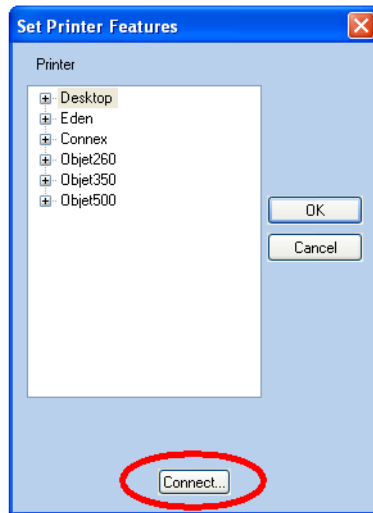 Set Printer Features
Printer
Desktop
Eden
Connex
Objet260
Objet350
Objet500
OK
Cancel
Connect...